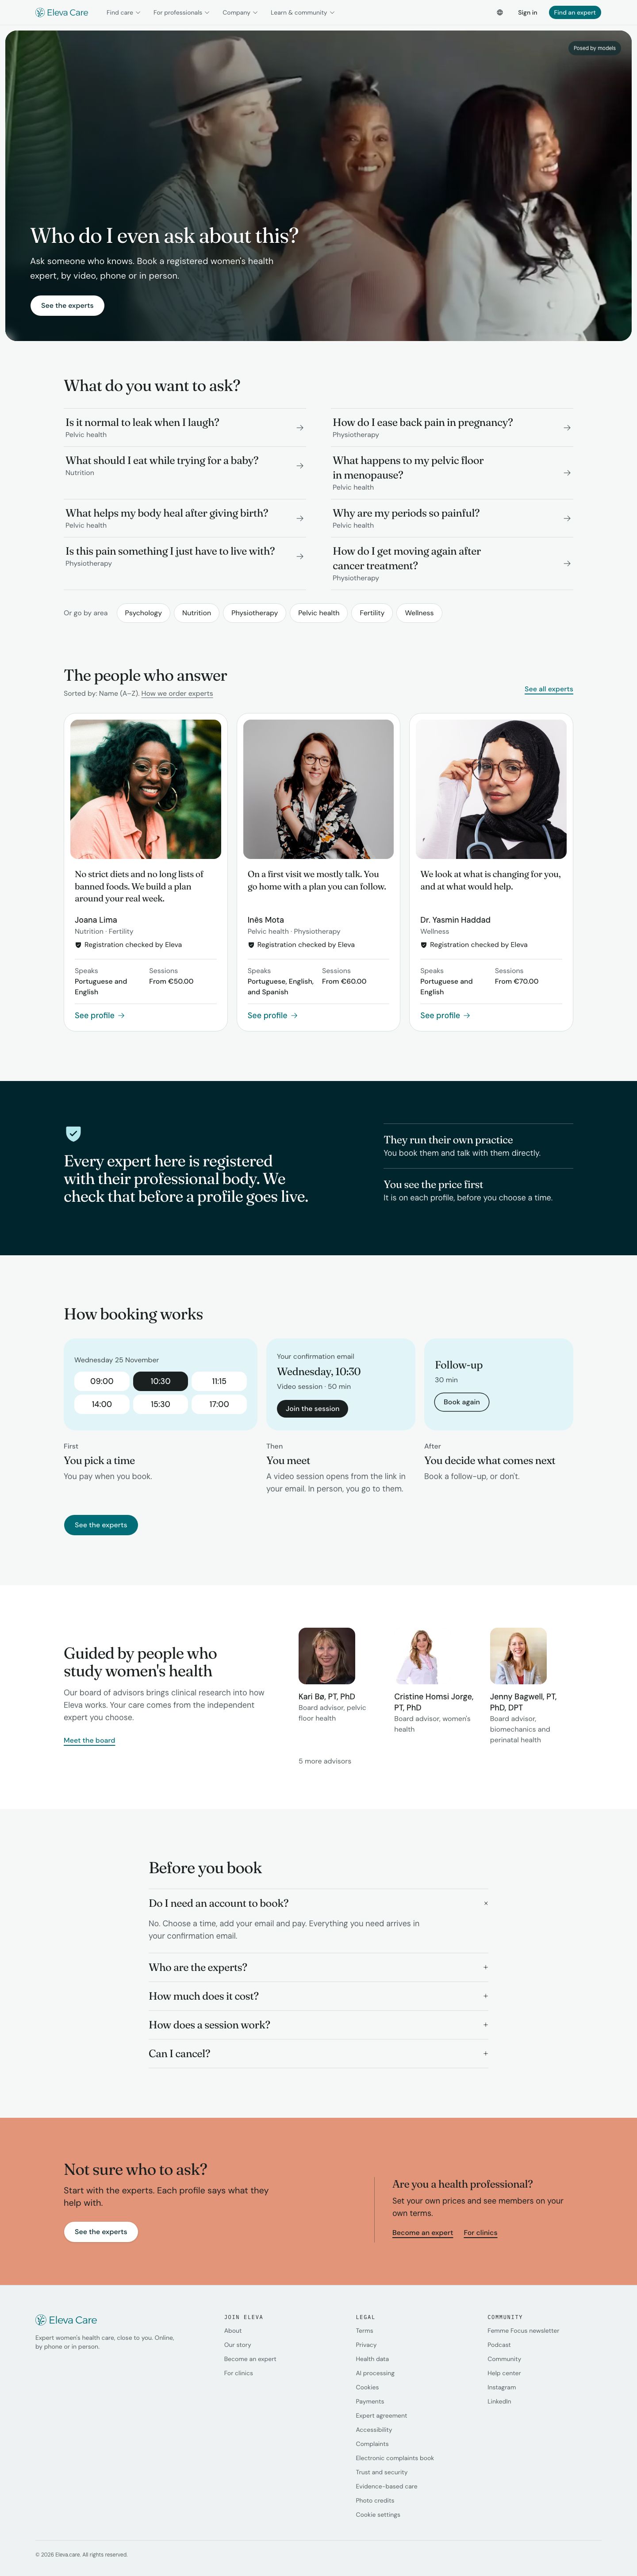 Eleva Care
Find care
For professionals
Company
Learn & community
Sign in
Find an expert
Posed by models
Who do I even ask about this?
Ask someone who knows. Book a registered women's health
expert, by video, phone or in person.
See the experts
What do you want to ask?
Is it normal to leak when I laugh?
Pelvic health
How do I ease back pain in pregnancy?
Physiotherapy
What should I eat while trying for a baby?
Nutrition
What happens to my pelvic floor
in menopause?
Pelvic health
What helps my body heal after giving birth?
Pelvic health
Why are my periods so painful?
Pelvic health
Is this pain something I just have to live with?
Physiotherapy
How do I get moving again after
cancer treatment?
Physiotherapy
Or go by area
Psychology
Nutrition
Physiotherapy
Pelvic health
Fertility
Wellness
The people who answer
Sorted by: Name (A–Z). How we order experts
See all experts
No strict diets and no long lists of
banned foods. We build a plan
around your real week.
Joana Lima
Nutrition · Fertility
Registration checked by Eleva
Speaks
Portuguese and
English
Sessions
From €50.00
See profile
On a first visit we mostly talk. You
go home with a plan you can follow.
Inês Mota
Pelvic health · Physiotherapy
Registration checked by Eleva
Speaks
Portuguese, English,
and Spanish
Sessions
From €60.00
See profile
We look at what is changing for you,
and at what would help.
Dr. Yasmin Haddad
Wellness
Registration checked by Eleva
Speaks
Portuguese and
English
Sessions
From €70.00
See profile
Every expert here is registered
with their professional body. We
check that before a profile goes live.
They run their own practice
You book them and talk with them directly.
You see the price first
It is on each profile, before you choose a time.
How booking works
Wednesday 25 November
09:00
10:30
11:15
14:00
15:30
17:00
First
You pick a time
You pay when you book.
Your confirmation email
Wednesday, 10:30
Video session · 50 min
Join the session
Then
You meet
A video session opens from the link in
your email. In person, you go to them.
Follow-up
30 min
Book again
After
You decide what comes next
Book a follow-up, or don't.
See the experts
Guided by people who
study women's health
Our board of advisors brings clinical research into how
Eleva works. Your care comes from the independent
expert you choose.
Meet the board
Kari Bø, PT, PhD
Board advisor, pelvic
floor health
Cristine Homsi Jorge,
PT, PhD
Board advisor, women's
health
Jenny Bagwell, PT,
PhD, DPT
Board advisor,
biomechanics and
perinatal health
5 more advisors
Before you book
Do I need an account to book?
No. Choose a time, add your email and pay. Everything you need arrives in
your confirmation email.
Who are the experts?
How much does it cost?
How does a session work?
Can I cancel?
Not sure who to ask?
Start with the experts. Each profile says what they
help with.
See the experts
Are you a health professional?
Set your own prices and see members on your
own terms.
Become an expert
For clinics
Eleva Care
Expert women's health care, close to you. Online,
by phone or in person.
JOIN ELEVA
About
Our story
Become an expert
For clinics
LEGAL
Terms
Privacy
Health data
AI processing
Cookies
Payments
Expert agreement
Accessibility
Complaints
Electronic complaints book
Trust and security
Evidence-based care
Photo credits
Cookie settings
COMMUNITY
Femme Focus newsletter
Podcast
Community
Help center
Instagram
LinkedIn
© 2026 Eleva.care. All rights reserved.